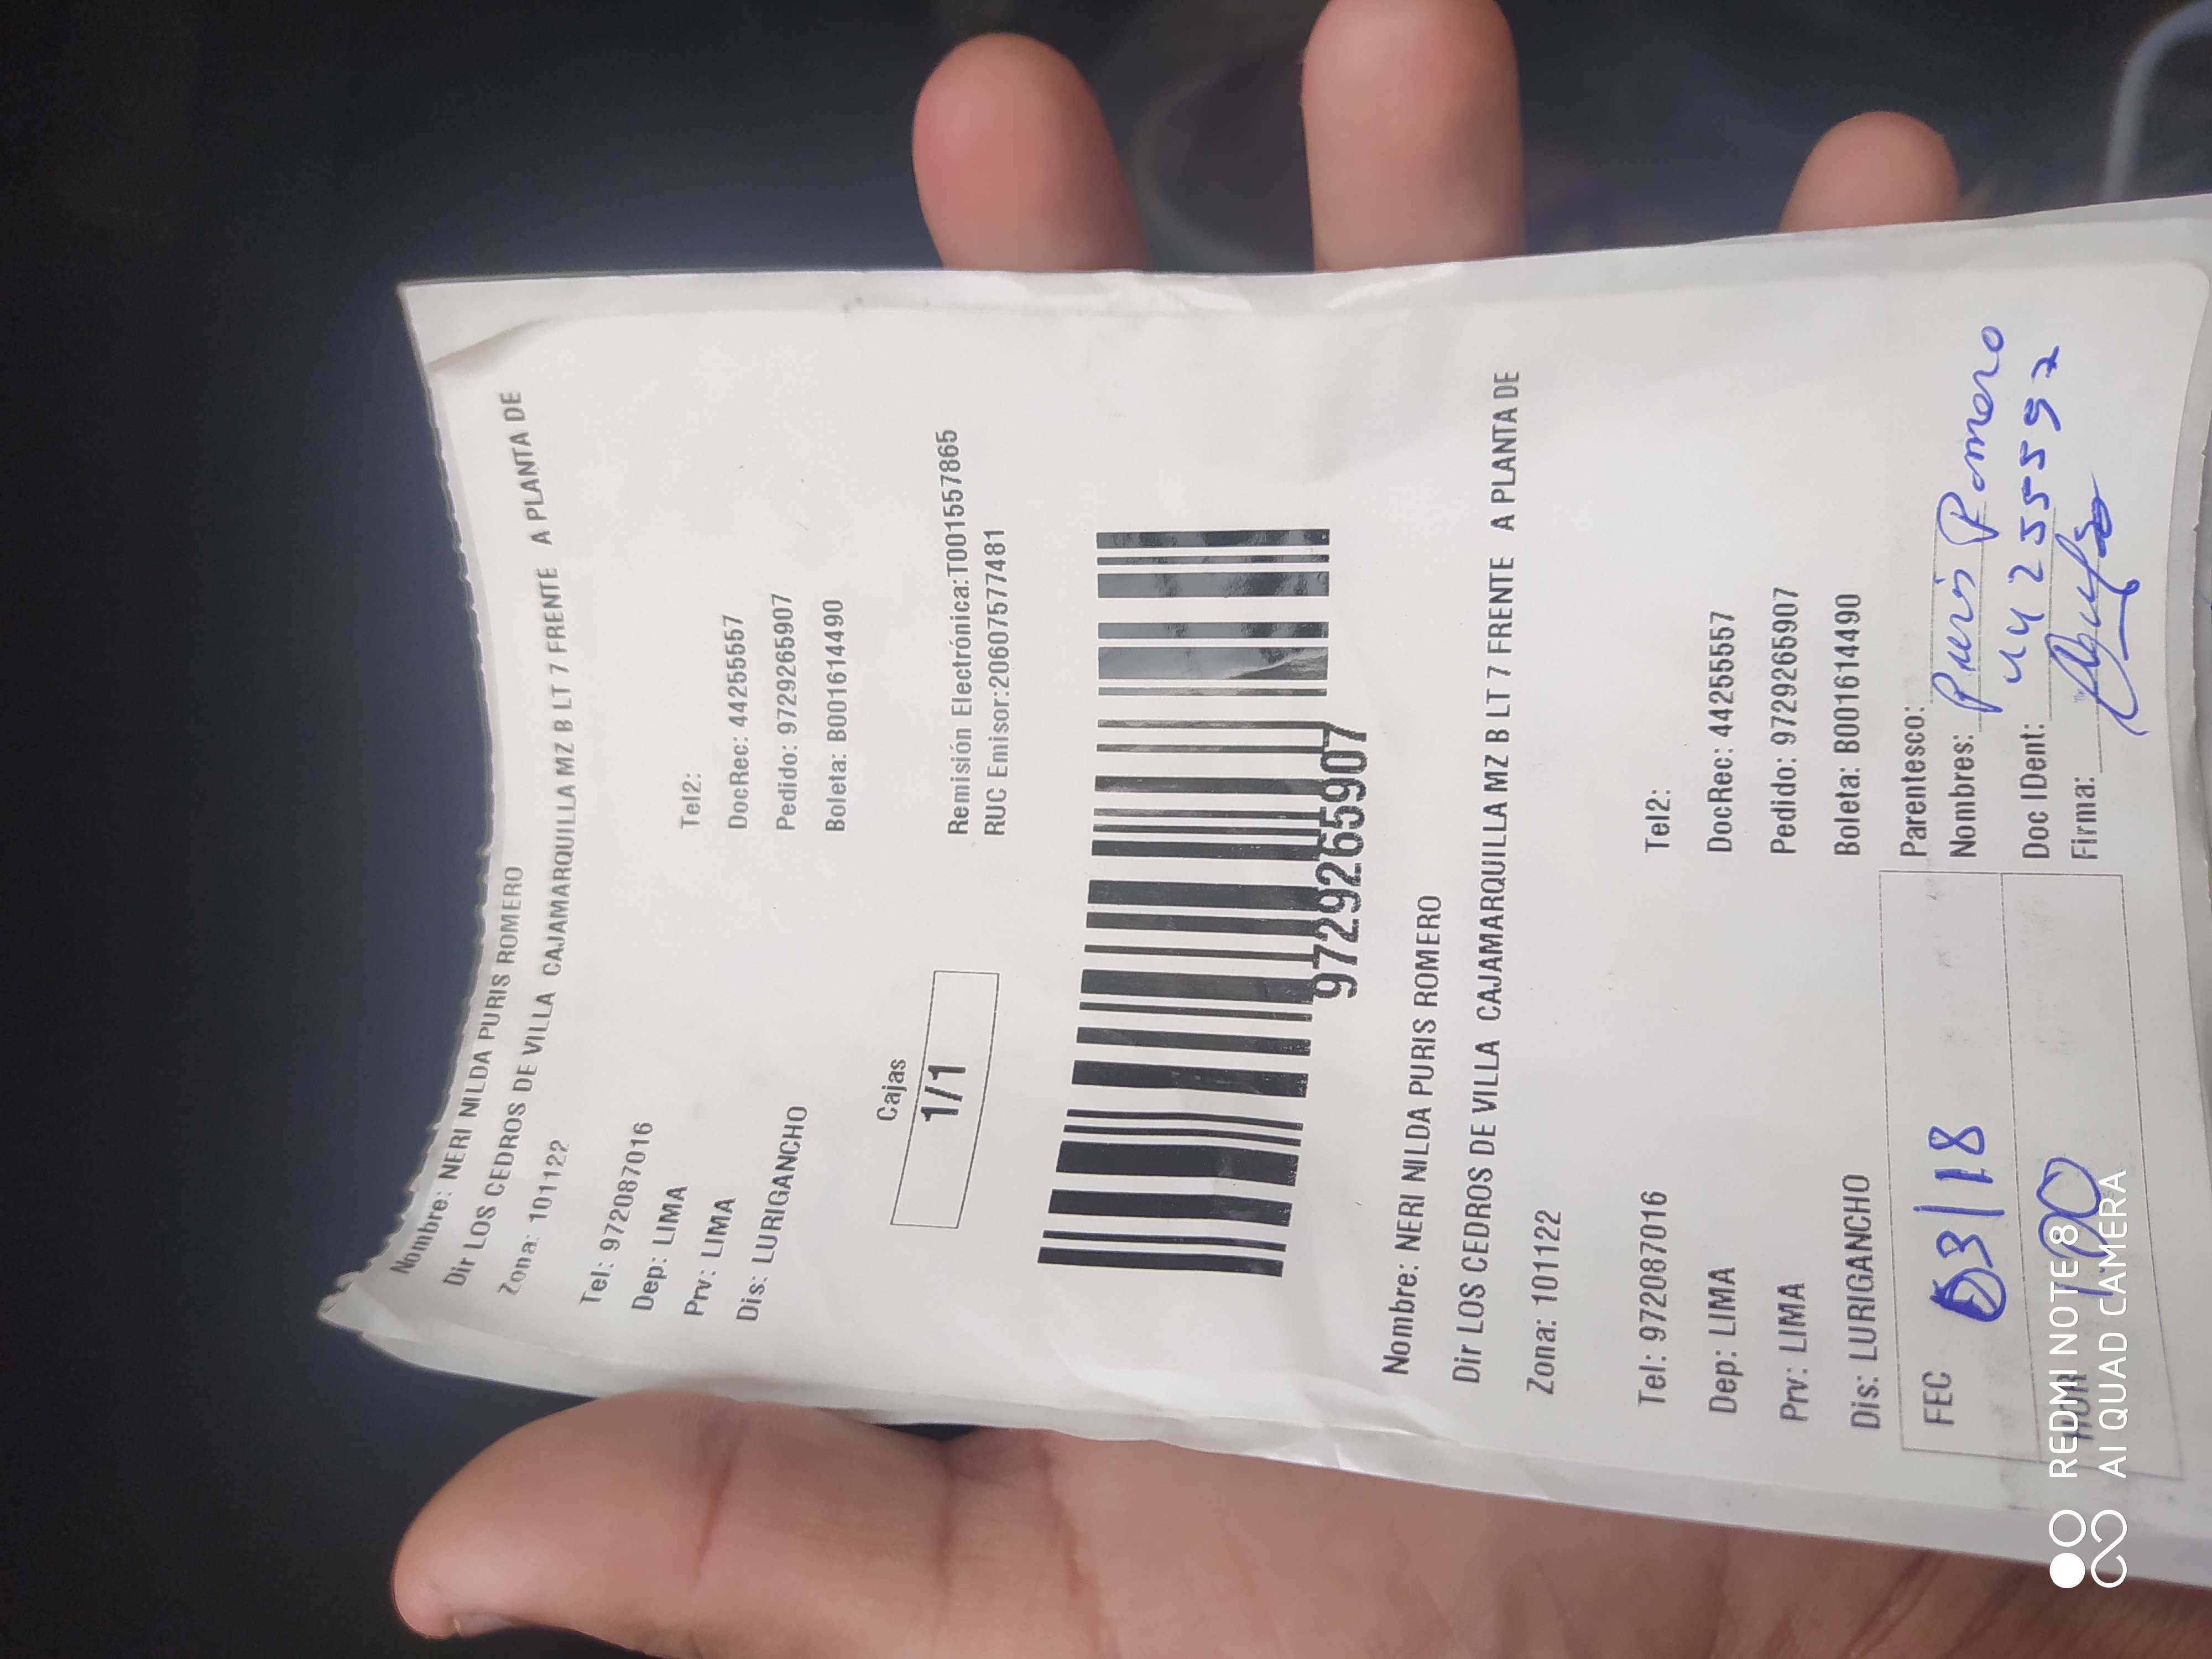 Nombre: NERI NILDA PURIS ROMERO
Dir LOS CEDROS DE VILLA CAJAMARQUILLA MZ B LT 7 FRENTE A PLANTA DE
Zona: 101122
Tel: 972087016 Tel2:
Dep: LIMA DocRec: 44255557
Prv: LIMA Pedido: 9729265907
Dis: LURIGANCHO Boleta: B001614490
Cajas
1/1
Remisión Electrónica:T001557865
RUC Emisor:20607577481
9729265907
Nombre: NERI NILDA PURIS ROMERO
Dir LOS CEDROS DE VILLA CAJAMARQUILLA MZ B LT 7 FRENTE A PLANTA DE
Zona: 101122
Tel: 972087016 Tel2:
Dep: LIMA DocRec: 44255557
Prv: LIMA Pedido: 9729265907
Dis: LURIGANCHO Boleta: B001614490
FEC 03/18
HOR
Parentesco:
Nombres: Puris Romero
Doc IDent:
Firma:
REDMI NOTE 8
AI QUAD CAMERA